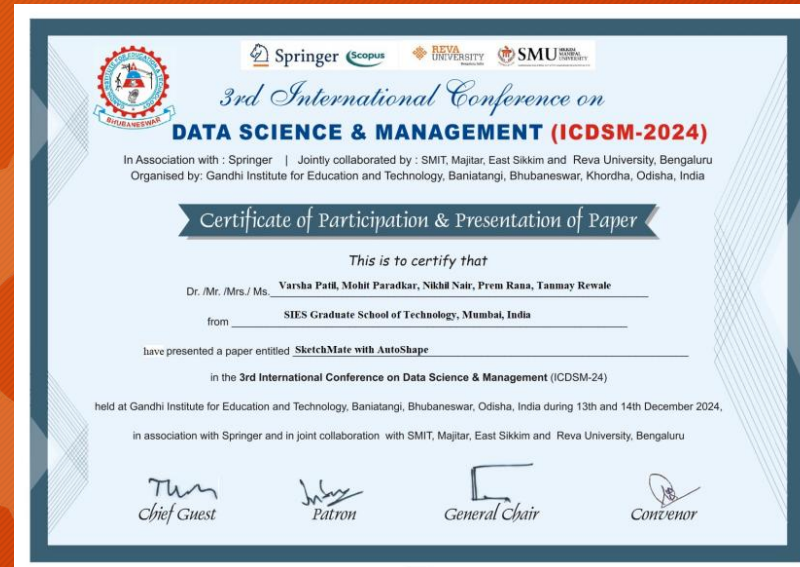 Springer Scopus REVA UNIVERSITY SMU SIKKIM MANIPAL UNIVERSITY
BHUBANESWAR
3rd International Conference on
DATA SCIENCE & MANAGEMENT (ICDSM-2024)
In Association with : Springer | Jointly collaborated by : SMIT, Majitar, East Sikkim and Reva University, Bengaluru
Organised by: Gandhi Institute for Education and Technology, Baniatangi, Bhubaneswar, Khordha, Odisha, India
Certificate of Participation & Presentation of Paper
This is to certify that
Dr. /Mr. /Mrs./ Ms. Varsha Patil, Mohit Paradkar, Nikhil Nair, Prem Rana, Tanmay Rewale
from SIES Graduate School of Technology, Mumbai, India
have presented a paper entitled SketchMate with AutoShape
in the 3rd International Conference on Data Science & Management (ICDSM-24)
held at Gandhi Institute for Education and Technology, Baniatangi, Bhubaneswar, Odisha, India during 13th and 14th December 2024,
in association with Springer and in joint collaboration with SMIT, Majitar, East Sikkim and Reva University, Bengaluru
Chief Guest Patron General Chair Convenor